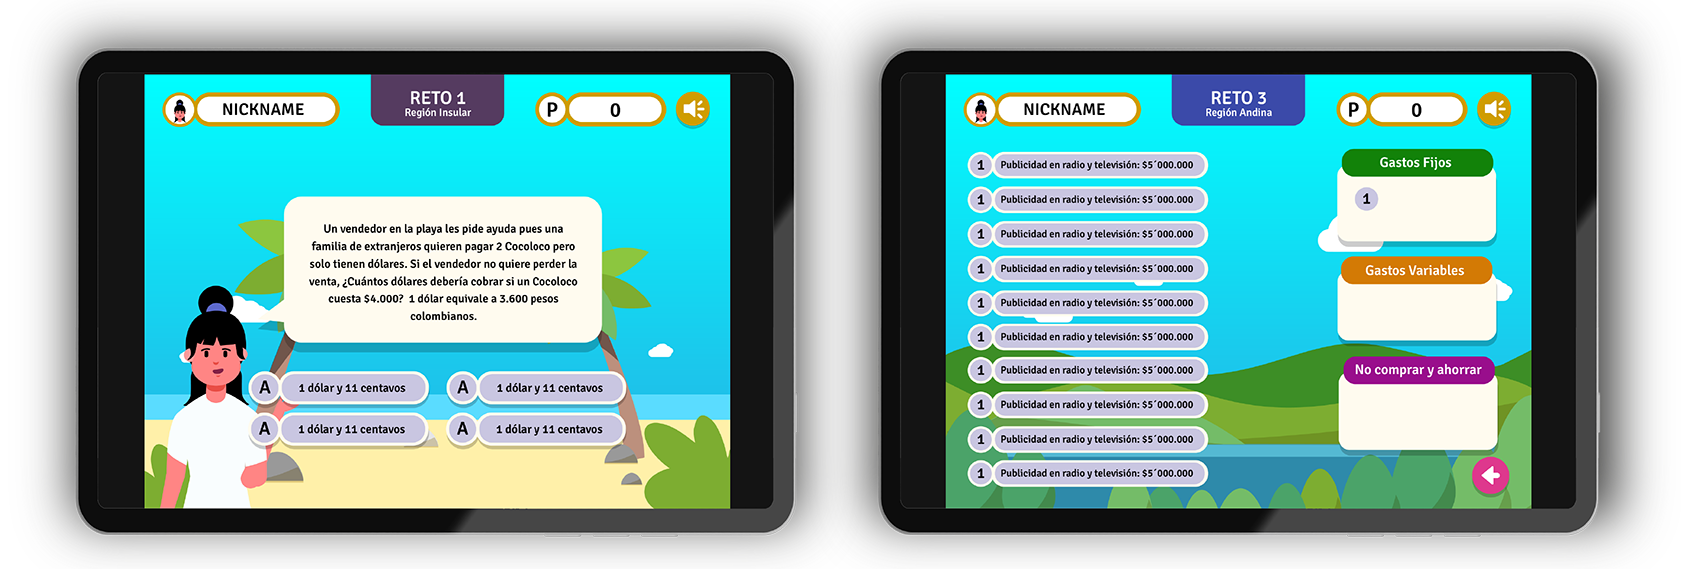 NICKNAME
RETO 1
Región Insular
P
0
Un vendedor en la playa les pide ayuda pues una
familia de extranjeros quieren pagar 2 Cocoloco pero
solo tienen dólares. Si el vendedor no quiere perder la
venta, ¿Cuántos dólares debería cobrar si un Cocoloco
cuesta $4.000? 1 dólar equivale a 3.600 pesos
colombianos.
A 1 dólar y 11 centavos
A 1 dólar y 11 centavos
A 1 dólar y 11 centavos
A 1 dólar y 11 centavos
NICKNAME
RETO 3
Región Andina
P
0
1 Publicidad en radio y televisión: $5´000.000
1 Publicidad en radio y televisión: $5´000.000
1 Publicidad en radio y televisión: $5´000.000
1 Publicidad en radio y televisión: $5´000.000
1 Publicidad en radio y televisión: $5´000.000
1 Publicidad en radio y televisión: $5´000.000
1 Publicidad en radio y televisión: $5´000.000
1 Publicidad en radio y televisión: $5´000.000
1 Publicidad en radio y televisión: $5´000.000
1 Publicidad en radio y televisión: $5´000.000
Gastos Fijos
1
Gastos Variables
No comprar y ahorrar